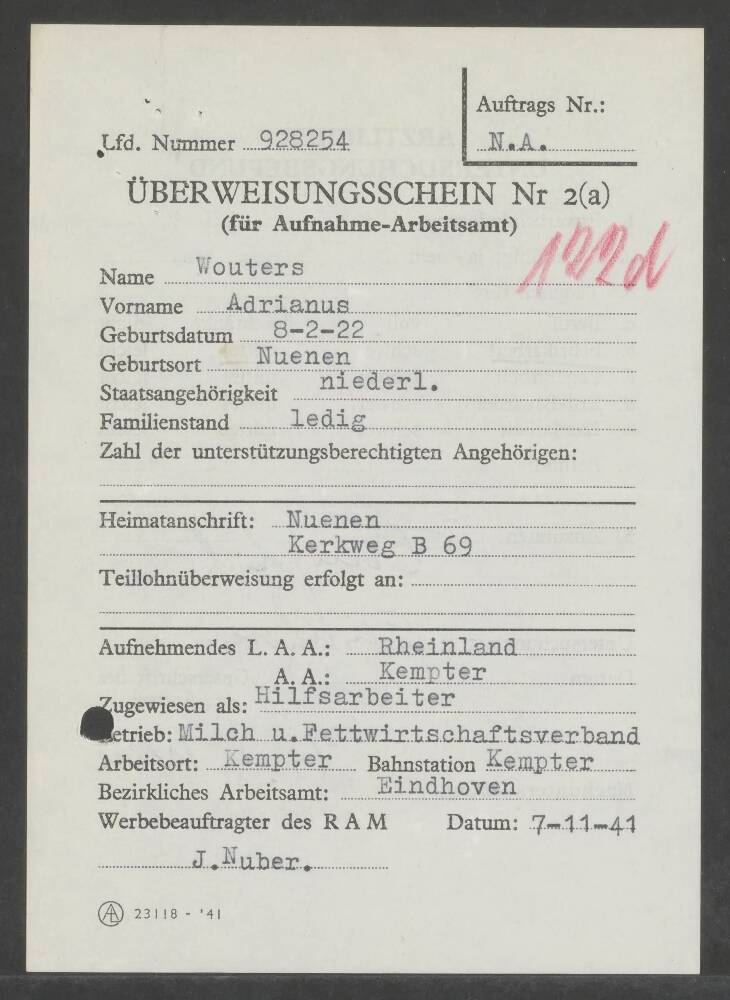 Auftrags Nr.:
Lfd. Nummer 928254 N.A.
ÜBERWEISUNGSSCHEIN Nr 2(a)
(für Aufnahme-Arbeitsamt)
122d
Name Wouters
Vorname Adrianus
Geburtsdatum 8-2-22
Geburtsort Nuenen
Staatsangehörigkeit niederl.
Familienstand ledig
Zahl der unterstützungsberechtigten Angehörigen:
Heimatanschrift: Nuenen
Kerkweg B 69
Teillohnüberweisung erfolgt an:
Aufnehmendes L. A. A.: Rheinland
A. A.: Kempter
Zugewiesen als: Hilfsarbeiter
etrieb: Milch u.Fettwirtschaftsverband
Arbeitsort: Kempter Bahnstation Kempter
Bezirkliches Arbeitsamt: Eindhoven
Werbebeauftragter des R A M Datum: 7-11-41
J.Nuber.
AL 23118 - '41